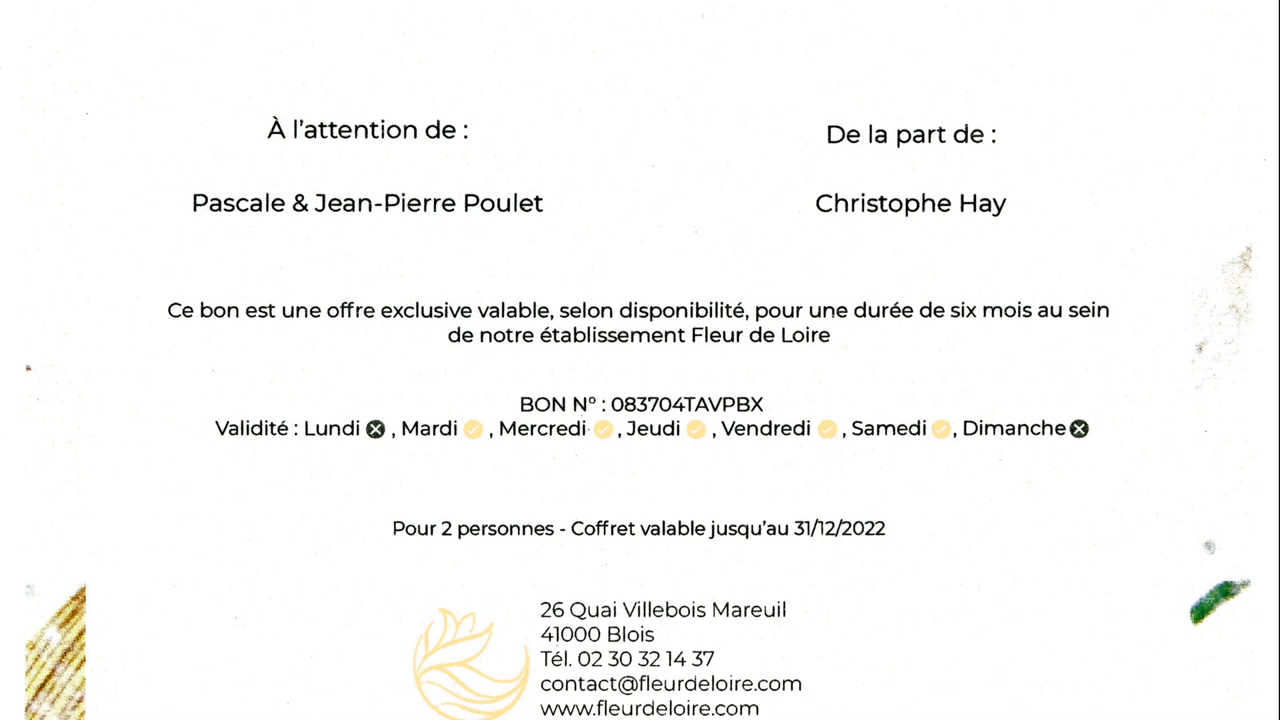 À l'attention de :
De la part de :
Pascale & Jean-Pierre Poulet
Christophe Hay
Ce bon est une offre exclusive valable, selon disponibilité, pour une durée de six mois au sein
de notre établissement Fleur de Loire
BON N° : 083704TAVPBX
Validité : Lundi , Mardi , Mercredi , Jeudi , Vendredi , Samedi , Dimanche
Pour 2 personnes - Coffret valable jusqu'au 31/12/2022
26 Quai Villebois Mareuil
41000 Blois
Tél. 02 30 32 14 37
contact@fleurdeloire.com
www.fleurdeloire.com